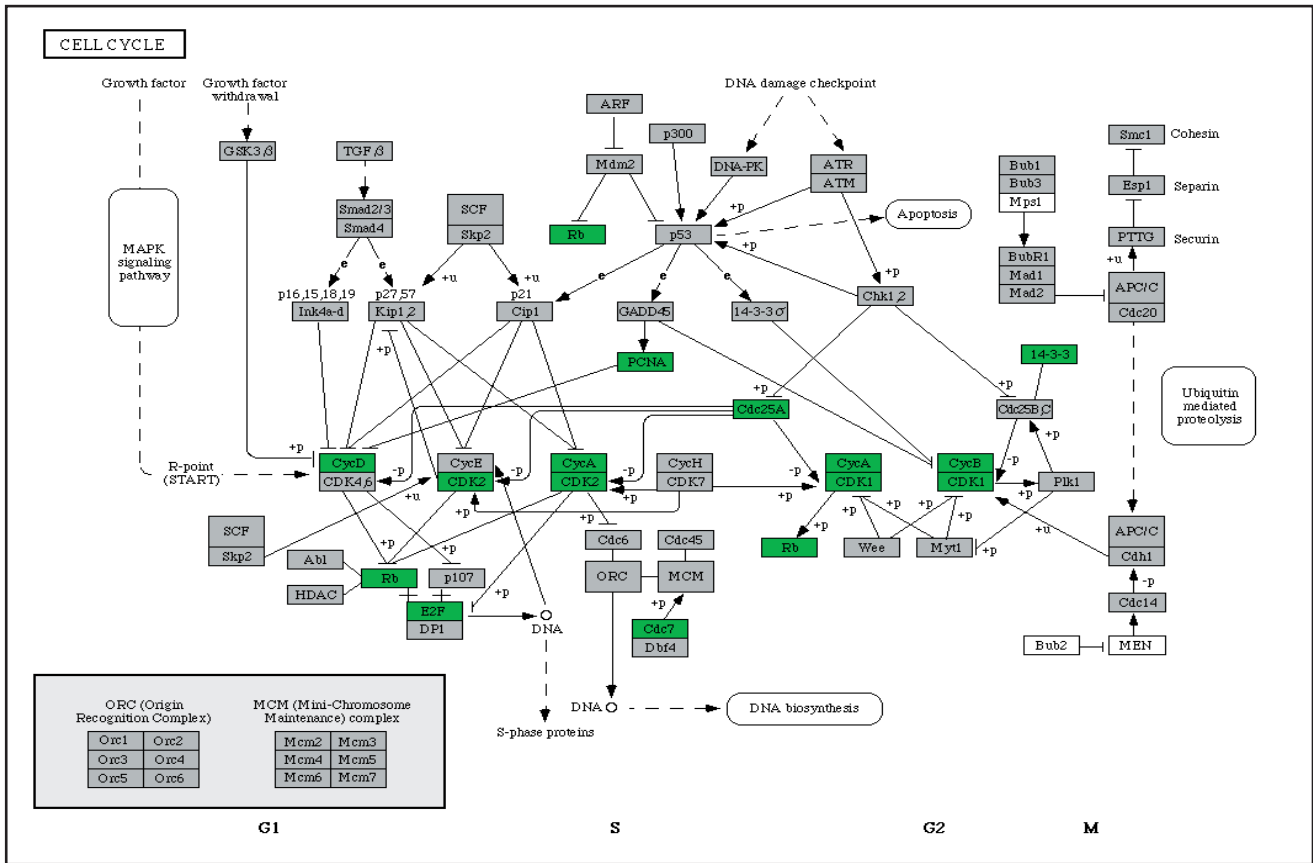 CELL CYCLE
Growth factor
Growth factor
withdrawal
DNA damage checkpoint
ARF
p300
Smc1
Cohesin
GSK3β
TGFβ
Mdm2
DNA-PK
ATR
ATM
Bub1
Bub3
Mps1
Esp1
Separin
MAPK
signaling
pathway
Smad2/3
Smad4
SCF
Skp2
Rb
p53
+p
Apoptosis
PTTG
Securin
+p
+u
e
e
+u
+u
e
e
e
+p
BubR1
Mad1
Mad2
APC/C
Cdc20
p16,15,18,19
Ink4a-d
p27,57
Kip1,2
p21
Cip1
GADD45
14-3-3σ
Chk1,2
+p
PCNA
14-3-3
+p
+p
Cdc25A
Cdc25B,C
Ubiquitin
mediated
proteolysis
+p
R-point
(START)
CycD
CDK4,6
-p
CycE
CDK2
-p
CycA
CDK2
-p
CycH
CDK7
-p
CycA
CDK1
CycB
CDK1
-p
+p
+p
Plk1
+u
+p
+p
SCF
Skp2
+p
+p
+p
+p
+p
+p
+p
+u
Rb
Wee
Myt1
+p
APC/C
Cdh1
Abl
HDAC
Rb
p107
Cdc6
Cdc45
ORC
MCM
-p
Cdc14
+p
E2F
DP1
DNA
+p
Cdc7
Dbf4
Bub2
MEN
DNA
DNA biosynthesis
S-phase proteins
ORC (Origin
Recognition Complex)
MCM (Mini-Chromosome
Maintenance) complex
Orc1 Orc2
Orc3 Orc4
Orc5 Orc6
Mcm2 Mcm3
Mcm4 Mcm5
Mcm6 Mcm7
G1 S G2 M